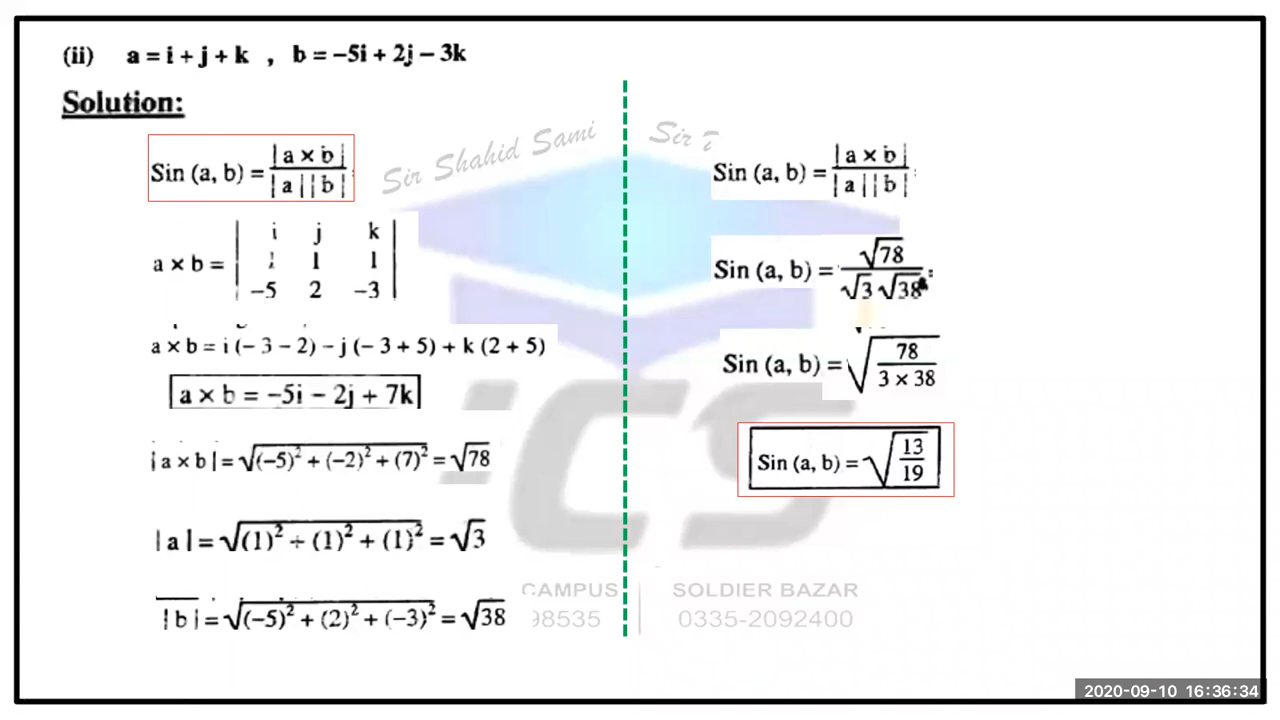 (ii) a = i + j + k , b = −5i + 2j − 3k
Solution:
Sir Shahid Sami
Sin (a, b) = |a × b| / |a||b|
a × b = | i j k |
| 1 1 1 |
| −5 2 −3 |
a × b = i (− 3 − 2) − j (− 3 + 5) + k (2 + 5)
a × b = −5i − 2j + 7k
|a × b| = √(−5)² + (−2)² + (7)² = √78
|a| = √(1)² + (1)² + (1)² = √3
|b| = √(−5)² + (2)² + (−3)² = √38
CAMPUS
98535
Sir
Sin (a, b) = |a × b| / |a||b|
Sin (a, b) = √78 / √3 √38
Sin (a, b) = √78 / 3 × 38
Sin (a, b) = √13 / 19
CS
SOLDIER BAZAR
0335-2092400
2020-09-10 16:36:34